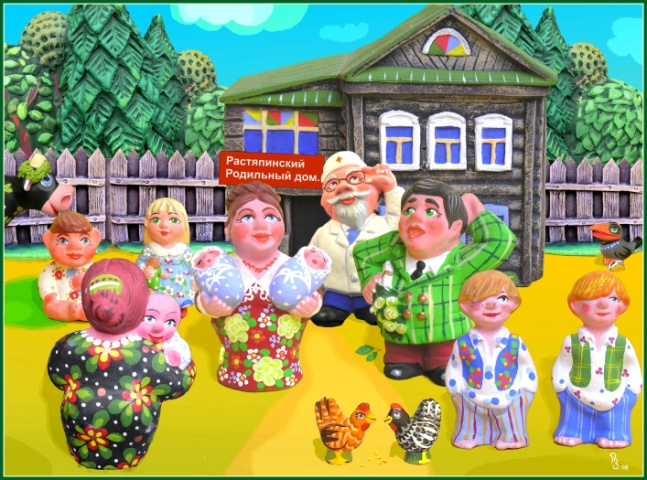 Растяпинский
Родильный дом.